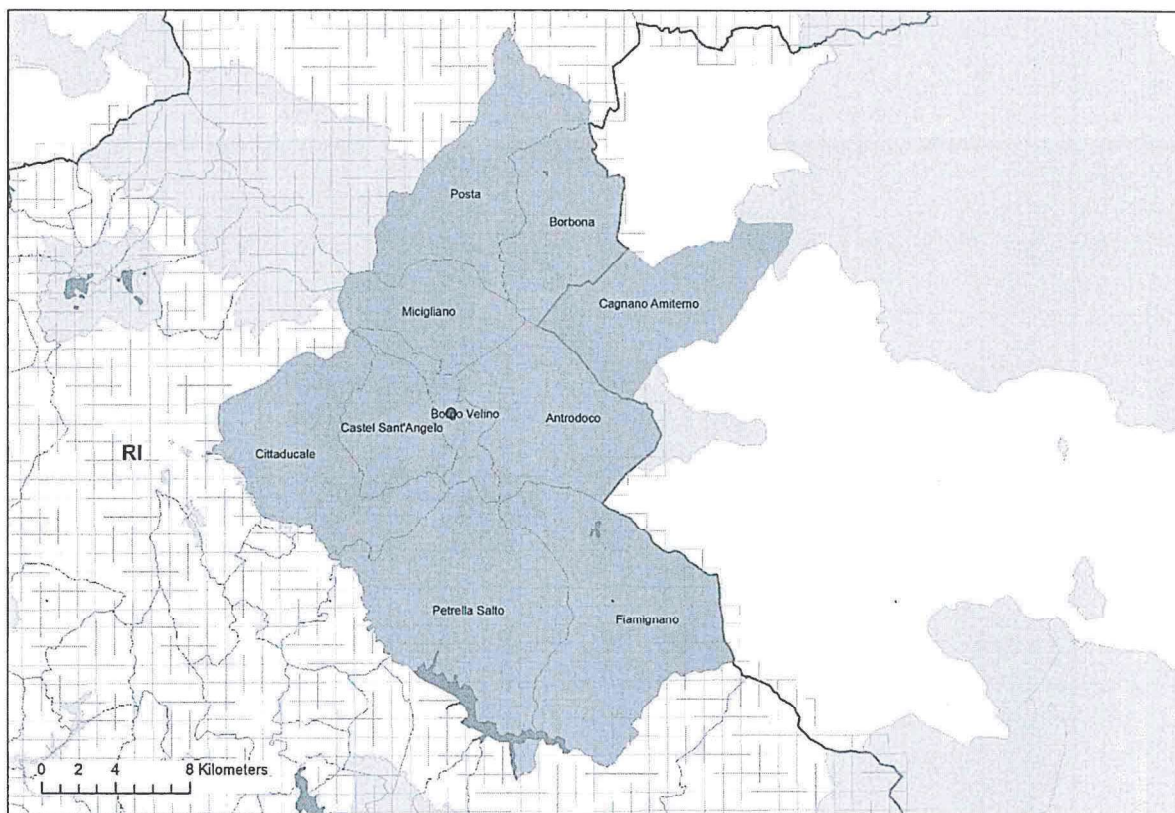 Posta
Borbona
Cagnano Amiterno
Micigliano
Borgo Velino
Antrodoco
Castel Sant'Angelo
Cittaducale
RI
Petrella Salto
Fiamignano
0 2 4 8 Kilometers